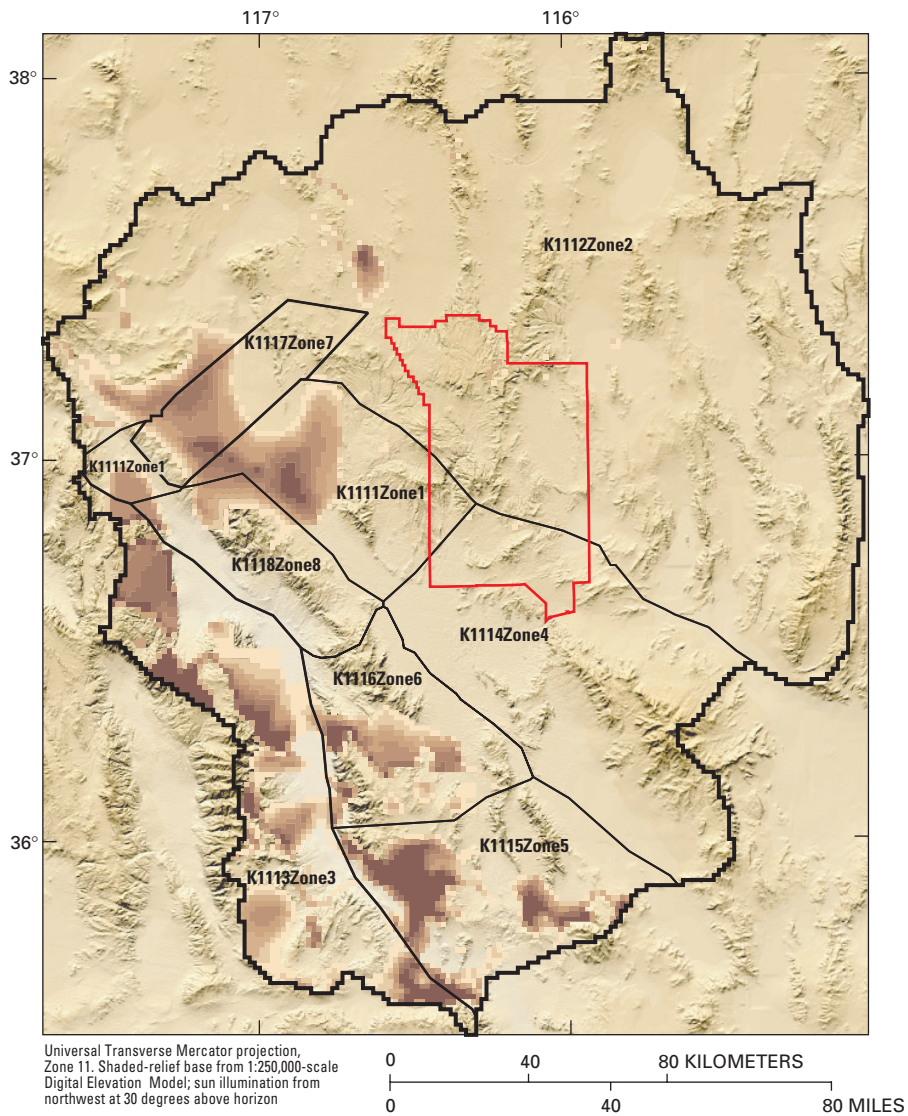 117° 116°
38°
K1112Zone2
K1117Zone7
37°
K1111Zone1
K1111Zone1
K1118Zone8
K1114Zone4
K1116Zone6
36°
K1115Zone5
K1113Zone3
Universal Transverse Mercator projection,
Zone 11. Shaded-relief base from 1:250,000-scale
Digital Elevation Model; sun illumination from
northwest at 30 degrees above horizon
0 40 80 KILOMETERS
0 40 80 MILES